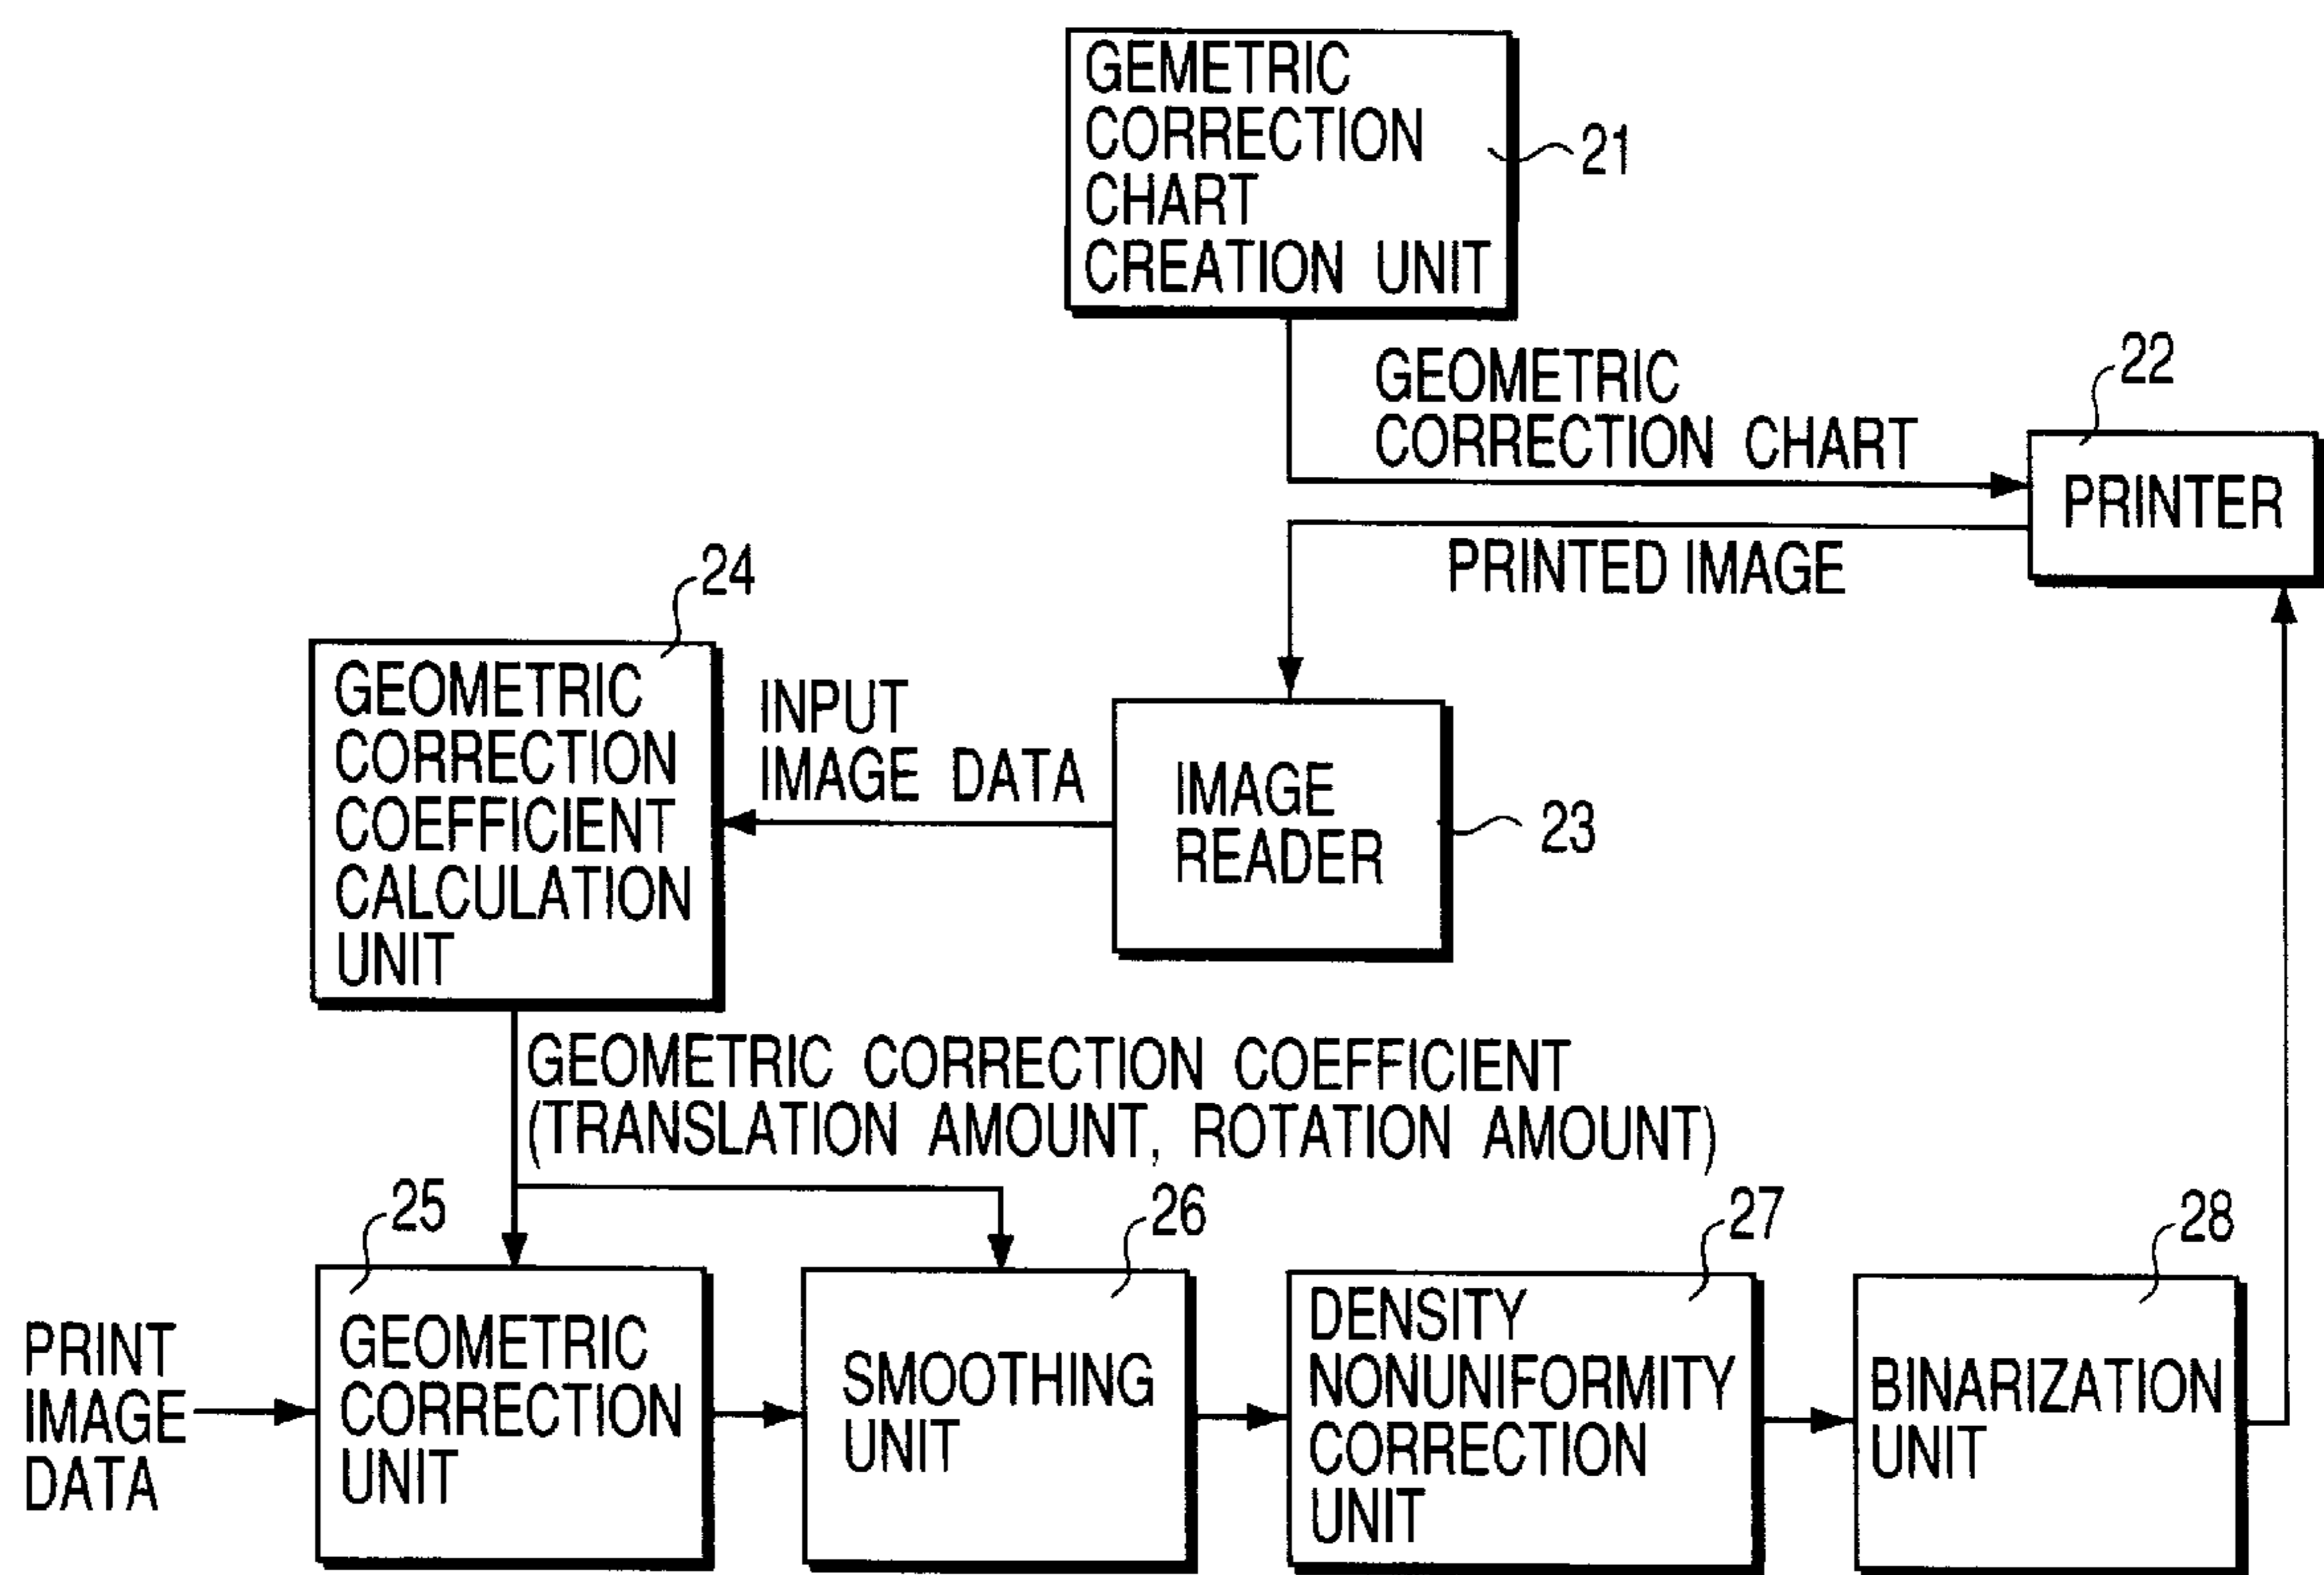 GEMETRIC
CORRECTION
CHART
CREATION UNIT
21
GEOMETRIC
CORRECTION CHART
22
PRINTER
PRINTED IMAGE
24
GEOMETRIC
CORRECTION
COEFFICIENT
CALCULATION
UNIT
INPUT
IMAGE DATA
IMAGE
READER
23
GEOMETRIC CORRECTION COEFFICIENT
(TRANSLATION AMOUNT, ROTATION AMOUNT)
25
26
27
28
PRINT
IMAGE
DATA
GEOMETRIC
CORRECTION
UNIT
SMOOTHING
UNIT
DENSITY
NONUNIFORMITY
CORRECTION
UNIT
BINARIZATION
UNIT